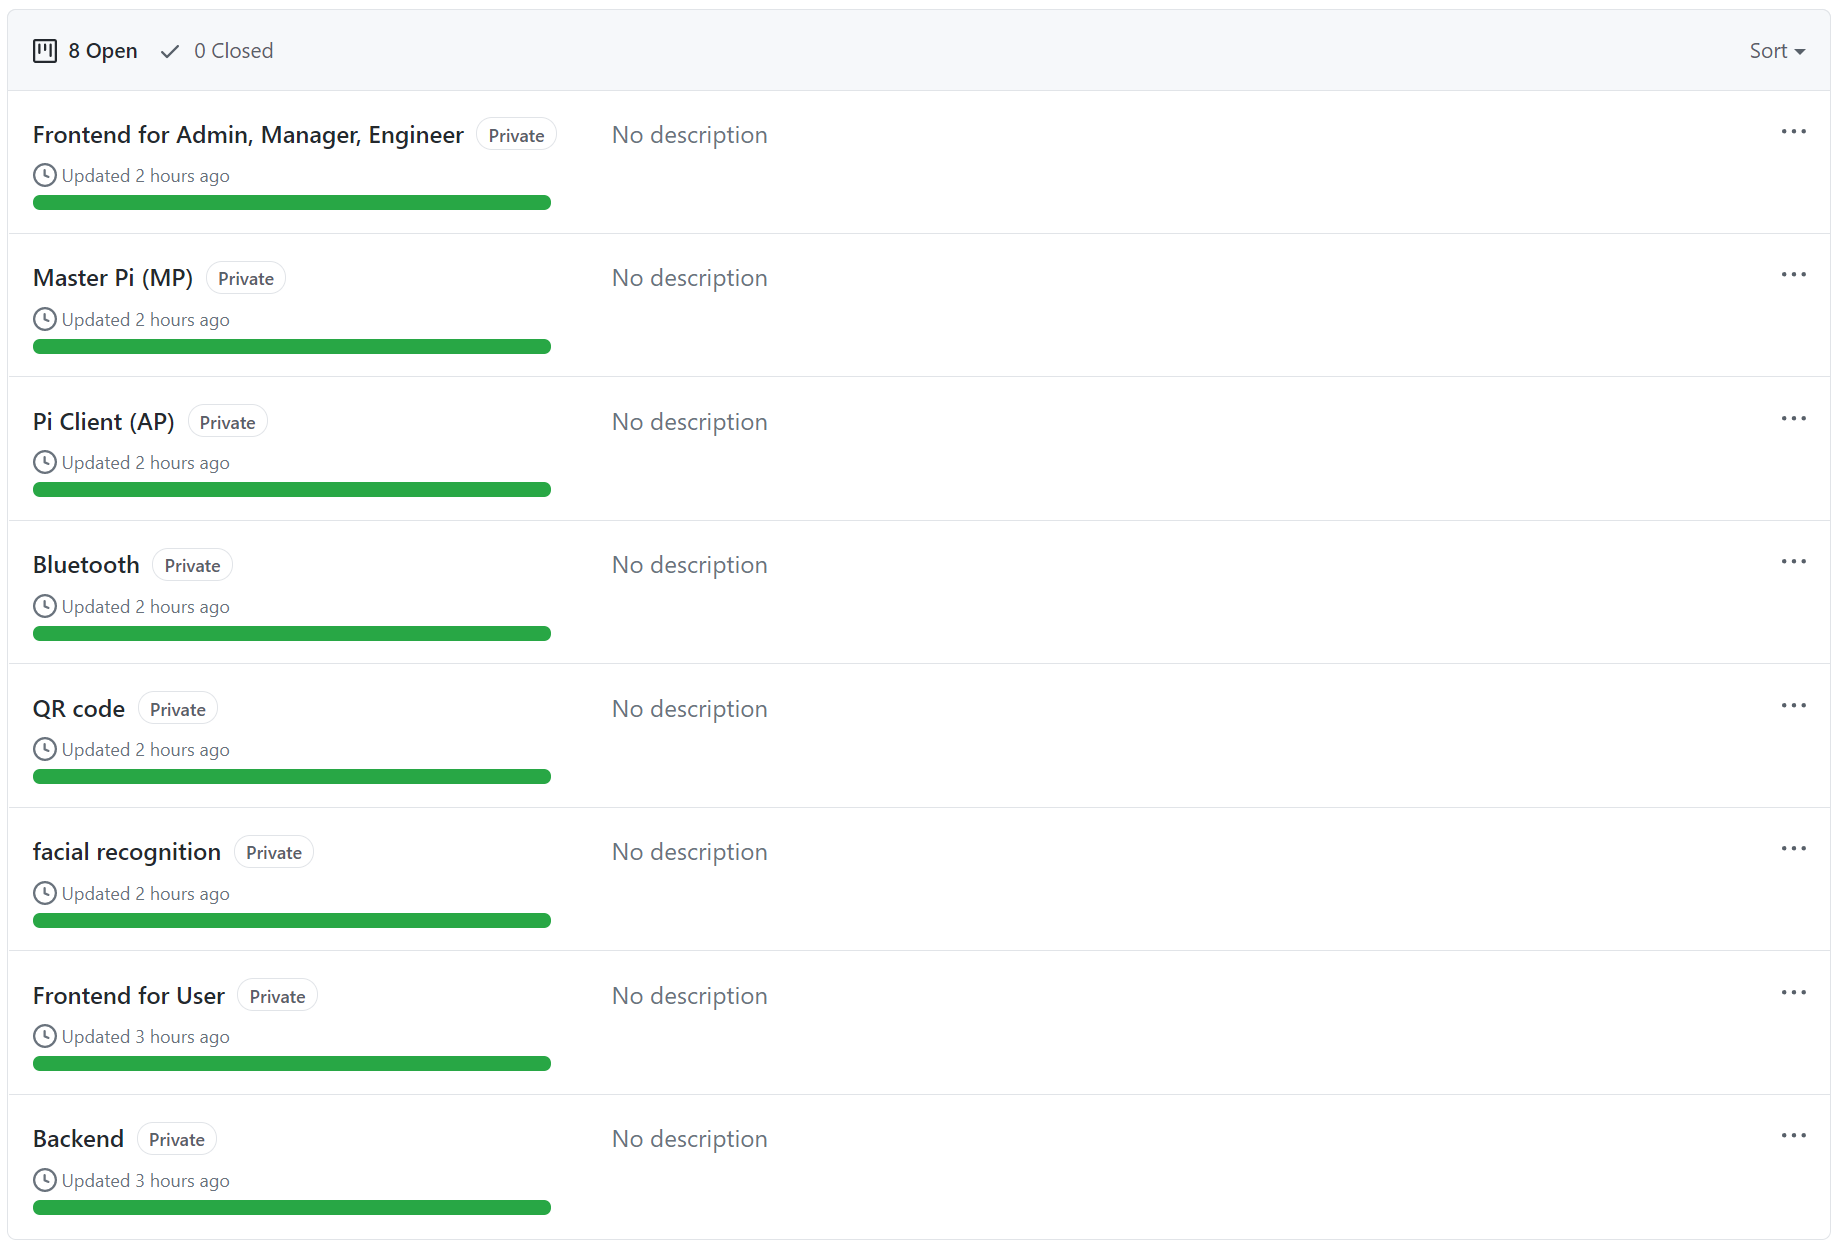 8 Open 0 Closed Sort
Frontend for Admin, Manager, Engineer Private No description
Updated 2 hours ago
Master Pi (MP) Private No description
Updated 2 hours ago
Pi Client (AP) Private No description
Updated 2 hours ago
Bluetooth Private No description
Updated 2 hours ago
QR code Private No description
Updated 2 hours ago
facial recognition Private No description
Updated 2 hours ago
Frontend for User Private No description
Updated 3 hours ago
Backend Private No description
Updated 3 hours ago